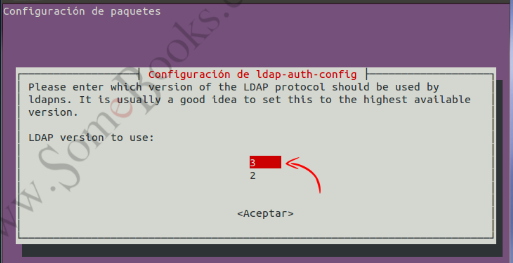 Configuración de paquetes
Configuración de ldap-auth-config
Please enter which version of the LDAP protocol should be used by
ldapns. It is usually a good idea to set this to the highest available
version.
LDAP version to use:
3
2
<Aceptar>
www.SomeBooks.